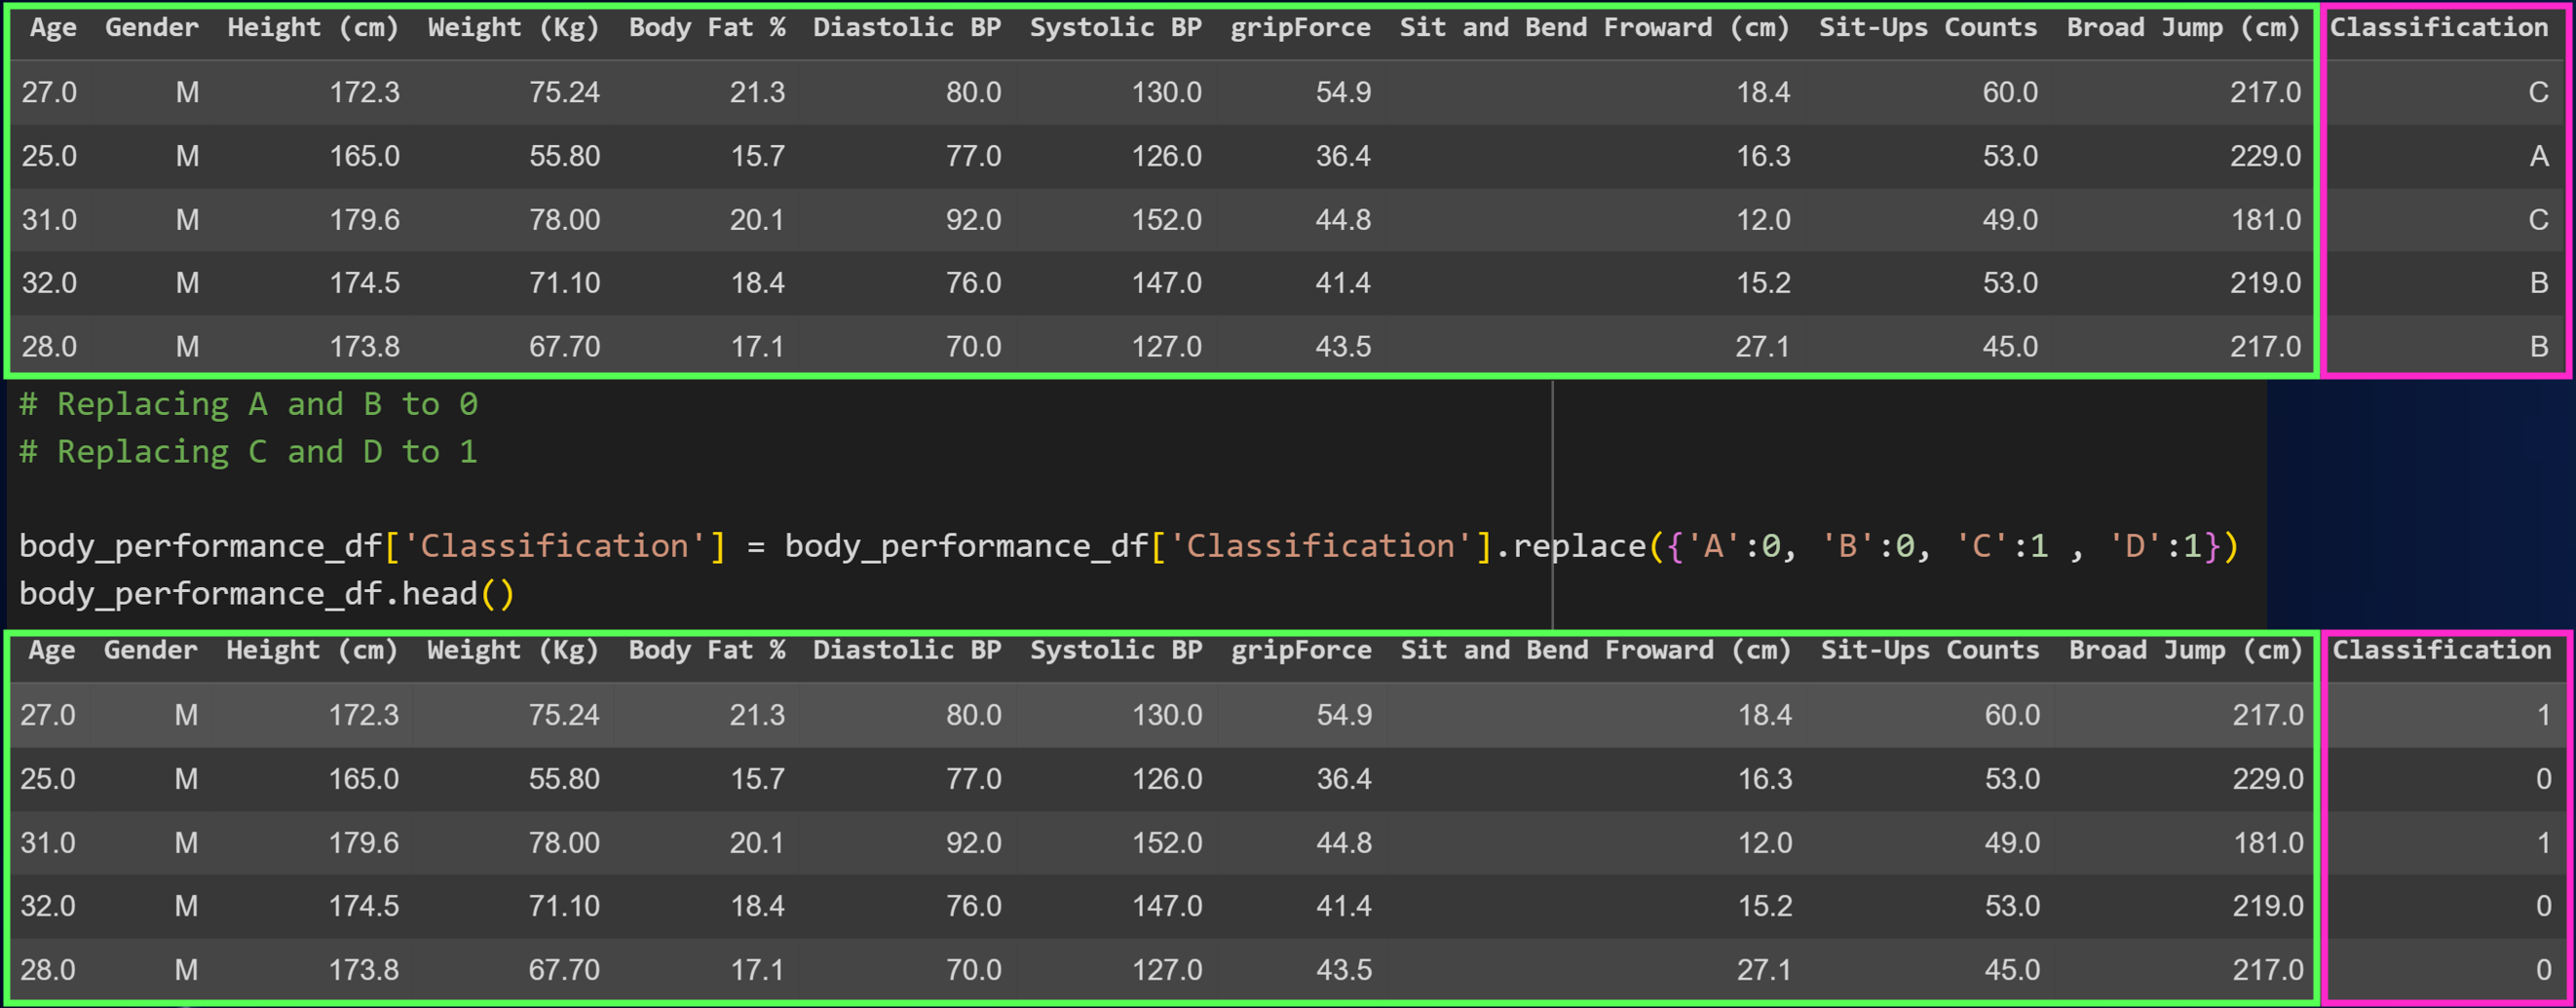 Age Gender Height (cm) Weight (Kg) Body Fat % Diastolic BP Systolic BP gripForce Sit and Bend Froward (cm) Sit-Ups Counts Broad Jump (cm) Classification
27.0 M 172.3 75.24 21.3 80.0 130.0 54.9 18.4 60.0 217.0 C
25.0 M 165.0 55.80 15.7 77.0 126.0 36.4 16.3 53.0 229.0 A
31.0 M 179.6 78.00 20.1 92.0 152.0 44.8 12.0 49.0 181.0 C
32.0 M 174.5 71.10 18.4 76.0 147.0 41.4 15.2 53.0 219.0 B
28.0 M 173.8 67.70 17.1 70.0 127.0 43.5 27.1 45.0 217.0 B
# Replacing A and B to 0
# Replacing C and D to 1
body_performance_df['Classification'] = body_performance_df['Classification'].replace({'A':0, 'B':0, 'C':1 , 'D':1})
body_performance_df.head()
Age Gender Height (cm) Weight (Kg) Body Fat % Diastolic BP Systolic BP gripForce Sit and Bend Froward (cm) Sit-Ups Counts Broad Jump (cm) Classification
27.0 M 172.3 75.24 21.3 80.0 130.0 54.9 18.4 60.0 217.0 1
25.0 M 165.0 55.80 15.7 77.0 126.0 36.4 16.3 53.0 229.0 0
31.0 M 179.6 78.00 20.1 92.0 152.0 44.8 12.0 49.0 181.0 1
32.0 M 174.5 71.10 18.4 76.0 147.0 41.4 15.2 53.0 219.0 0
28.0 M 173.8 67.70 17.1 70.0 127.0 43.5 27.1 45.0 217.0 0